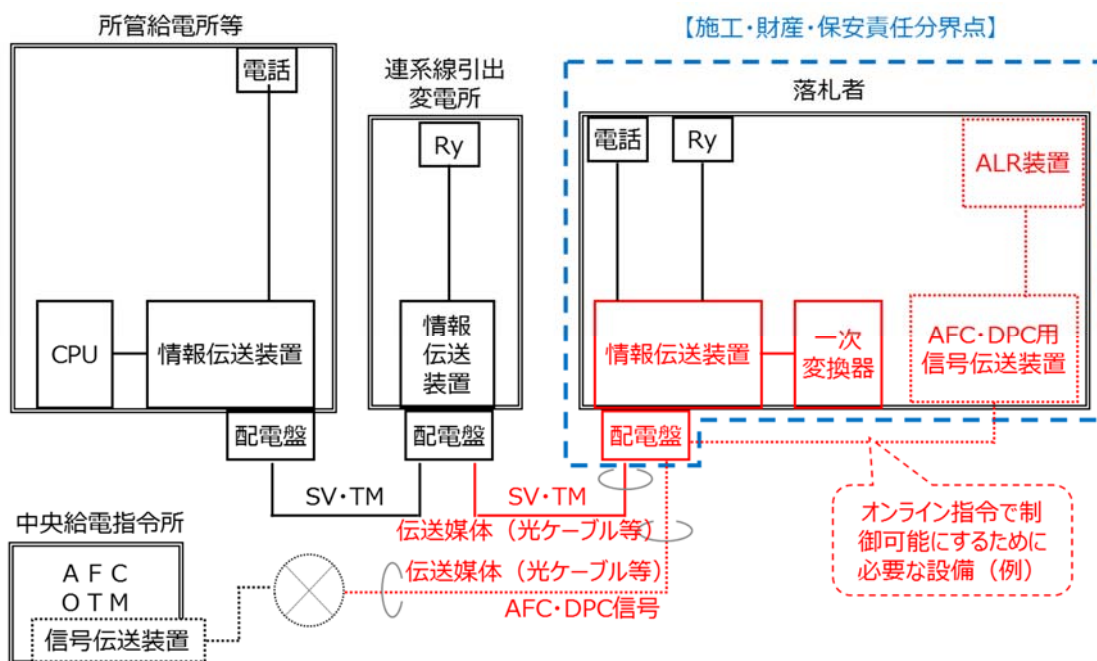 所管給電所等
電話
CPU
情報伝送装置
配電盤
連系線引出
変電所
Ry
情報
伝送
装置
配電盤
【施工・財産・保安責任分界点】
落札者
電話
Ry
ALR装置
情報伝送装置
一次
変換器
AFC・DPC用
信号伝送装置
配電盤
SV・TM
SV・TM
伝送媒体（光ケーブル等）
伝送媒体（光ケーブル等）
AFC・DPC信号
オンライン指令で制
御可能にするために
必要な設備（例）
中央給電指令所
ＡＦＣ
ＯＴＭ
信号伝送装置